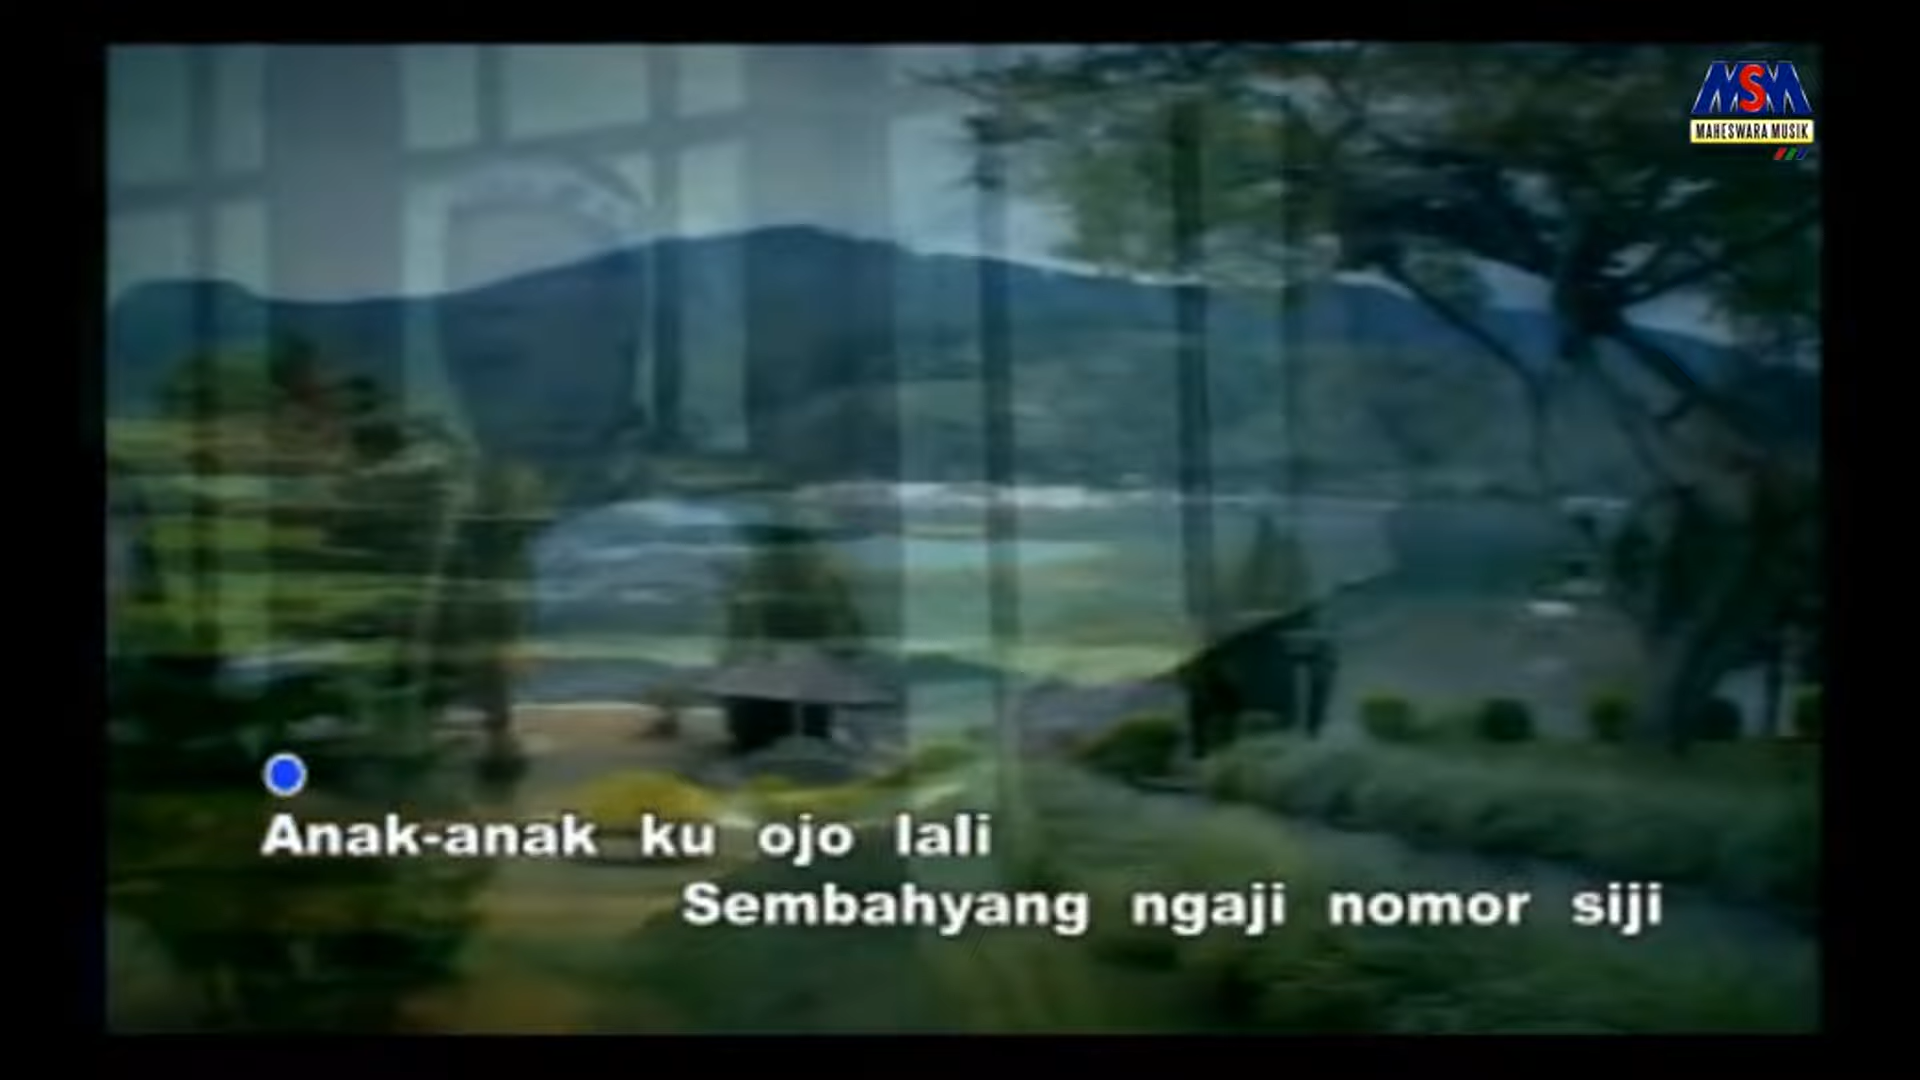 MSM
MAHESWARA MUSIK
Anak-anak ku ojo lali
Sembahyang ngaji nomor siji